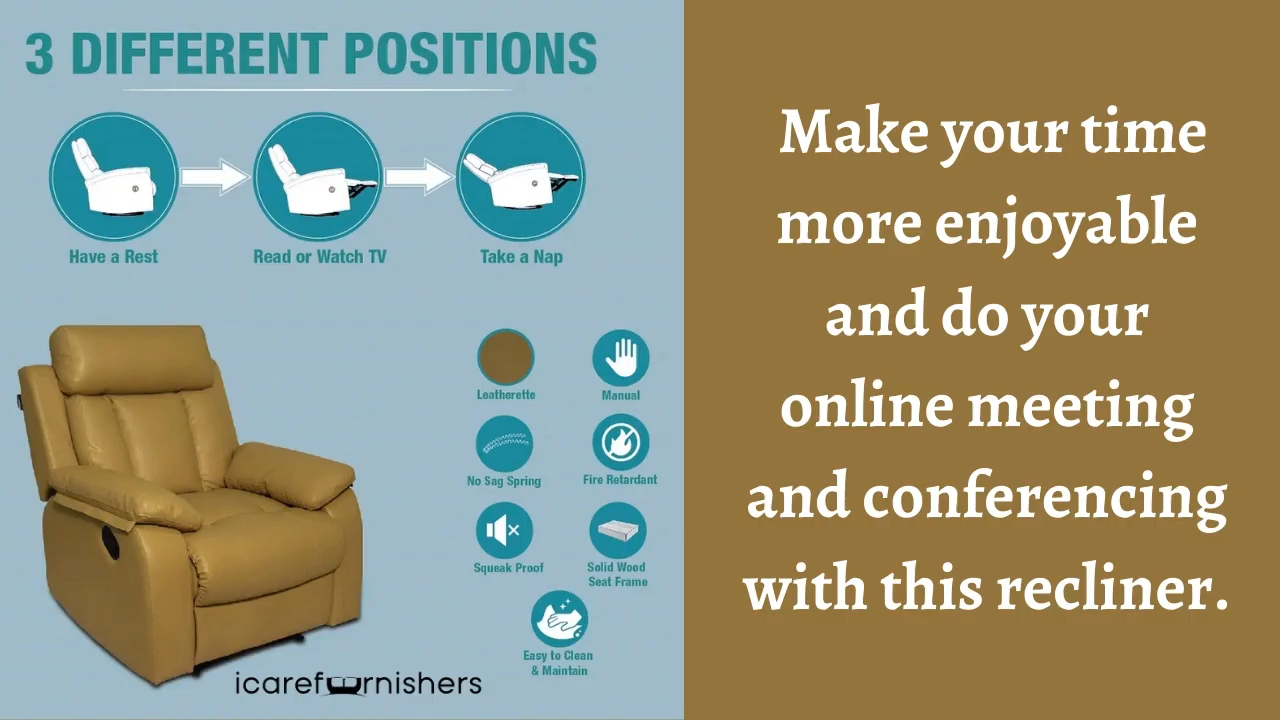 3 DIFFERENT POSITIONS
Have a Rest
Read or Watch TV
Take a Nap
Leatherette
Manual
No Sag Spring
Fire Retardant
Squeak Proof
Solid Wood
Seat Frame
Easy to Clean
& Maintain
icarefurnishers
Make your time
more enjoyable
and do your
online meeting
and conferencing
with this recliner.